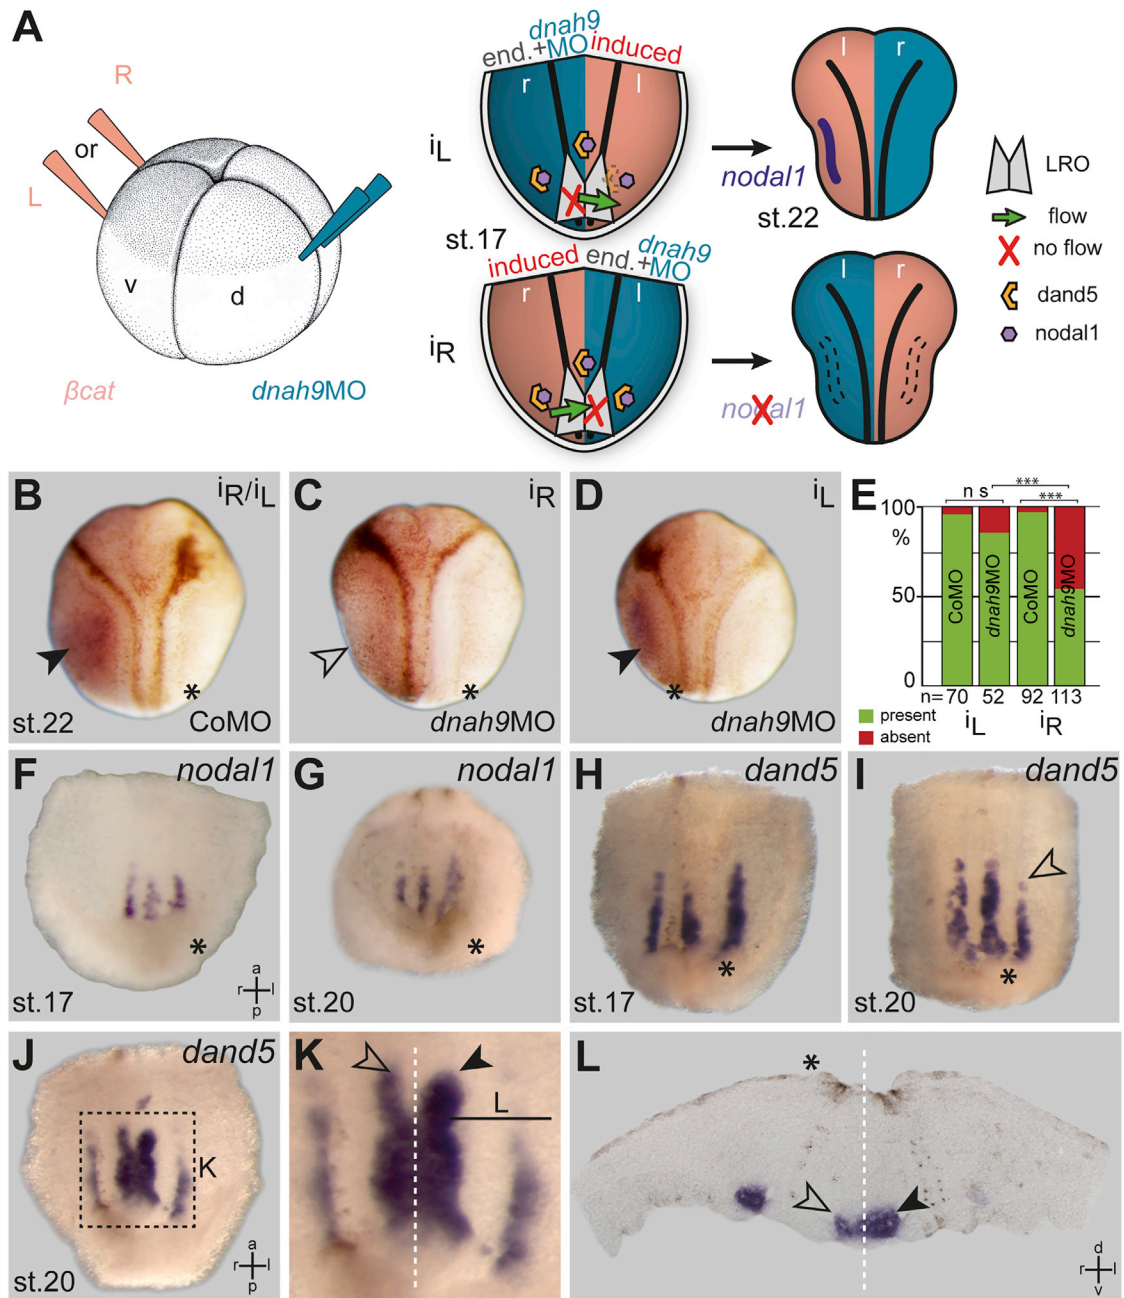 A
R
or
L
v
d
βcat
dnah9MO
dnah9
end.+MO
induced
r
l
iL
nodal1
st.17
l
r
st.22
induced
dnah9
end.+MO
r
l
iR
nodal1
l
r
LRO
flow
no flow
dand5
nodal1
B
iR/iL
st.22
CoMO
*
C
iR
dnah9MO
*
D
iL
dnah9MO
*
E
n s
***
***
100
%
50
0
CoMO
dnah9MO
CoMO
dnah9MO
n= 70 52 92 113
present
absent
iL iR
F
nodal1
*
st.17
a
r l
p
G
nodal1
*
st.20
H
dand5
*
st.17
I
dand5
*
st.20
J
dand5
K
st.20
a
r l
p
K
L
L
*
d
r l
v